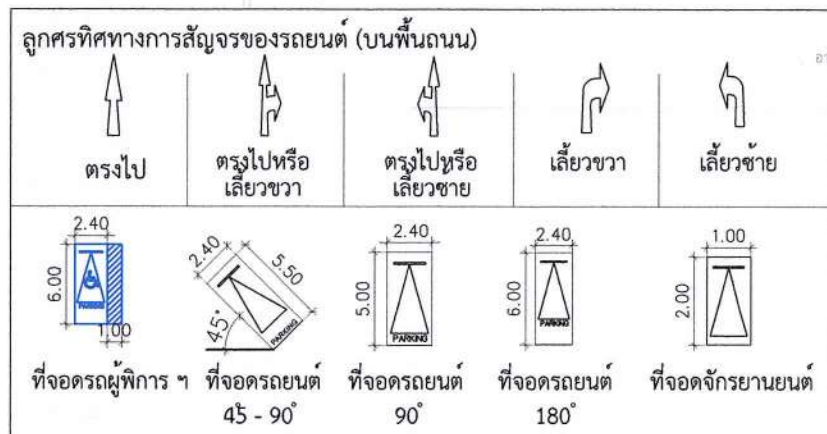 ลูกศรทิศทางการสัญจรของรถยนต์ (บนพื้นถนน)
ตรงไป
ตรงไปหรือ
เลี้ยวขวา
ตรงไปหรือ
เลี้ยวซ้าย
เลี้ยวขวา
เลี้ยวซ้าย
2.40
6.00
PARKING
1.00
ที่จอดรถผู้พิการ ฯ
2.40
5.50
45°
PARKING
ที่จอดรถยนต์
45 - 90°
2.40
5.00
PARKING
ที่จอดรถยนต์
90°
2.40
6.00
PARKING
ที่จอดรถยนต์
180°
1.00
2.00
ที่จอดจักรยานยนต์